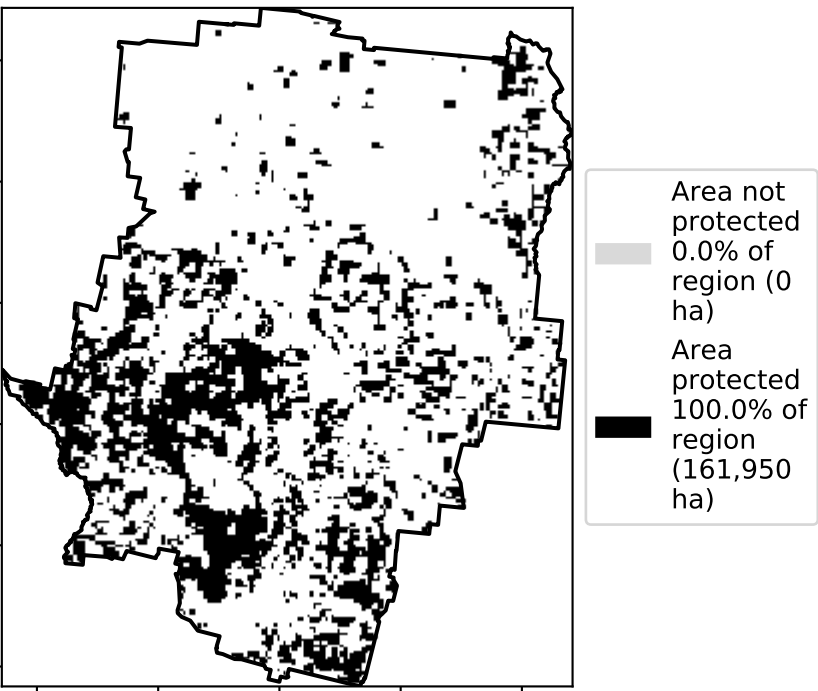 Area not
protected
0.0% of
region (0
ha)
Area
protected
100.0% of
region
(161,950
ha)